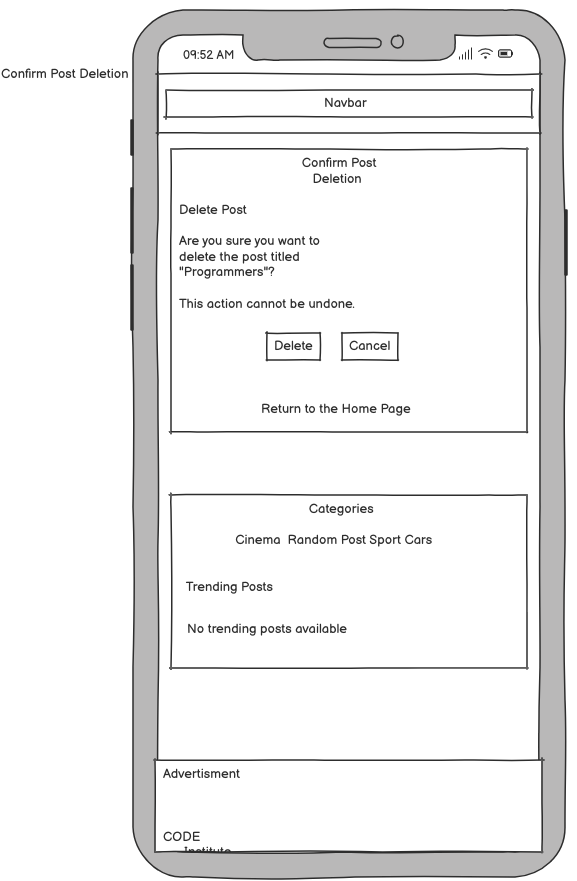 09:52 AM
Confirm Post Deletion
Navbar
Confirm Post
Deletion
Delete Post
Are you sure you want to
delete the post titled
"Programmers"?
This action cannot be undone.
Delete Cancel
Return to the Home Page
Categories
Cinema Random Post Sport Cars
Trending Posts
No trending posts available
Advertisment
CODE
Institute